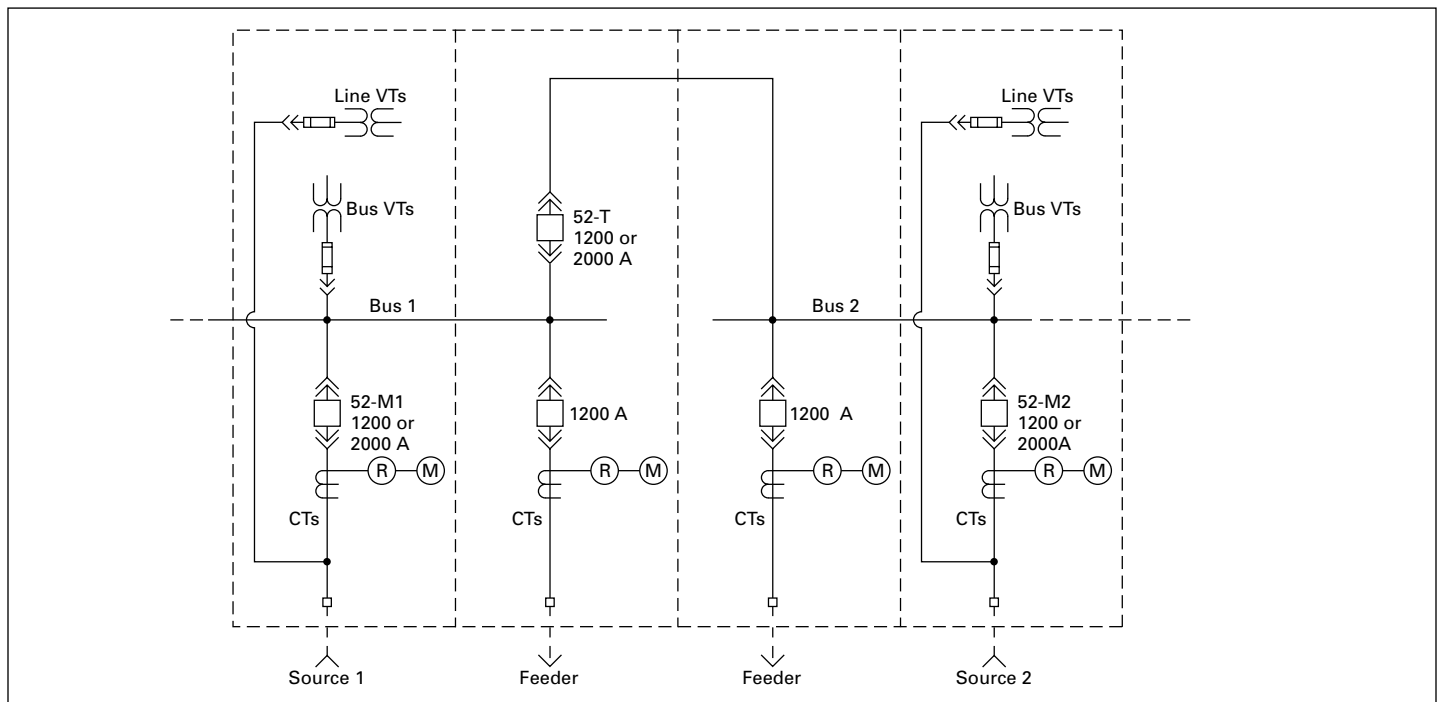 Line VTs
Line VTs
Bus VTs
Bus VTs
52-T
1200 or
2000 A
Bus 1
Bus 2
52-M1
1200 or
2000 A
1200 A
1200 A
52-M2
1200 or
2000A
R
M
R
M
R
M
R
M
CTs
CTs
CTs
CTs
Source 1
Feeder
Feeder
Source 2